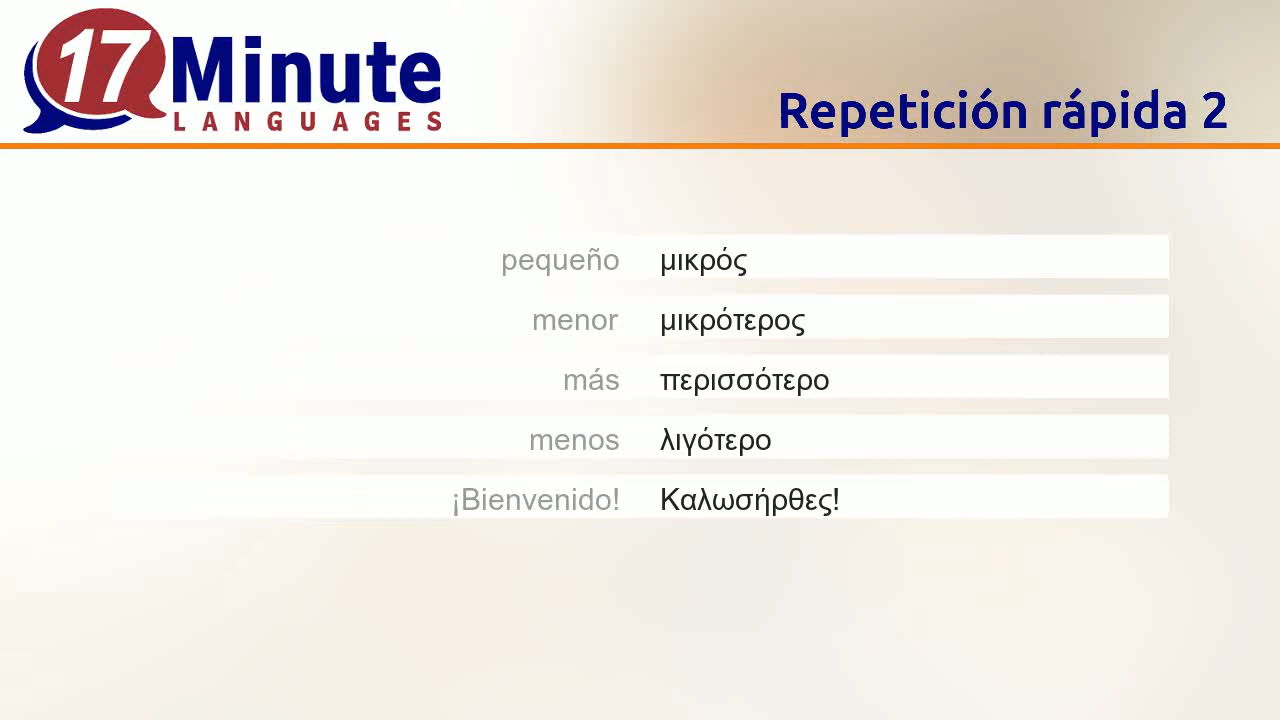 17 Minute
LANGUAGES
Repetición rápida 2
pequeño μικρός
menor μικρότερος
más περισσότερο
menos λιγότερο
¡Bienvenido! Καλωσήρθες!